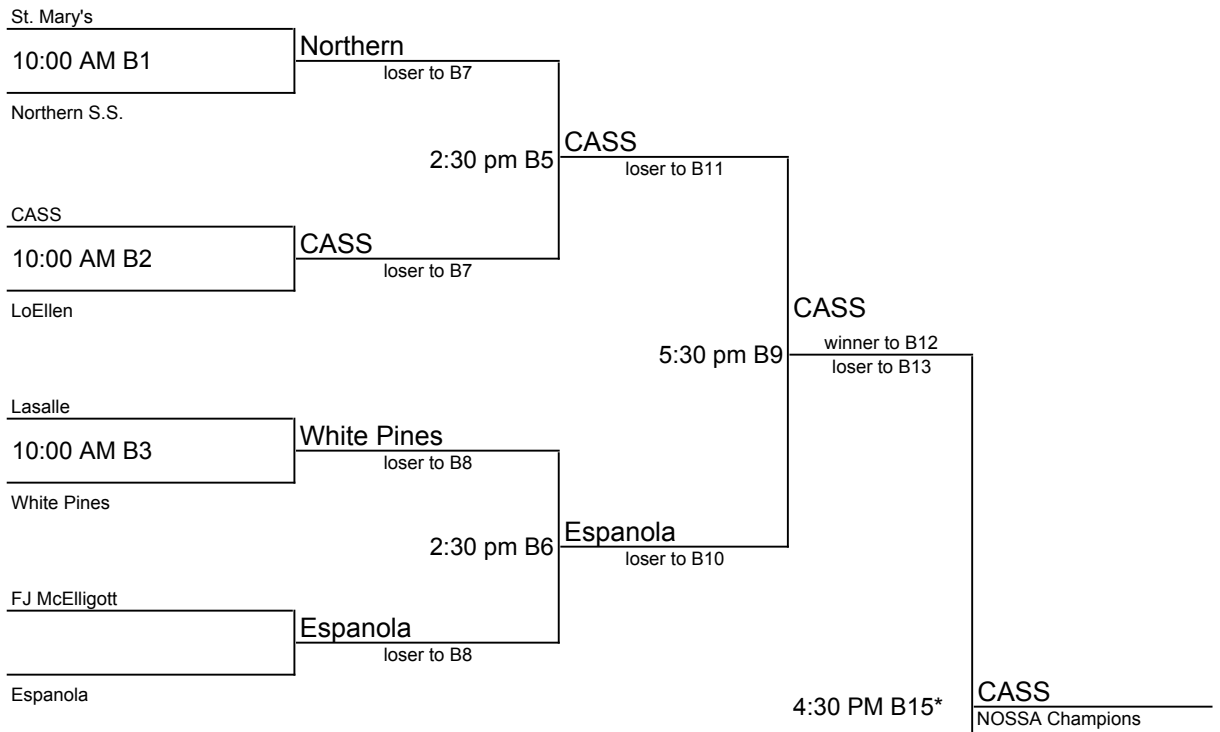 St. Mary's
10:00 AM B1
Northern
loser to B7
Northern S.S.
2:30 pm B5
CASS
loser to B11
CASS
10:00 AM B2
CASS
loser to B7
LoEllen
CASS
5:30 pm B9
winner to B12
loser to B13
Lasalle
10:00 AM B3
White Pines
loser to B8
White Pines
2:30 pm B6
Espanola
loser to B10
FJ McElligott
Espanola
loser to B8
Espanola
4:30 PM B15*
CASS
NOSSA Champions